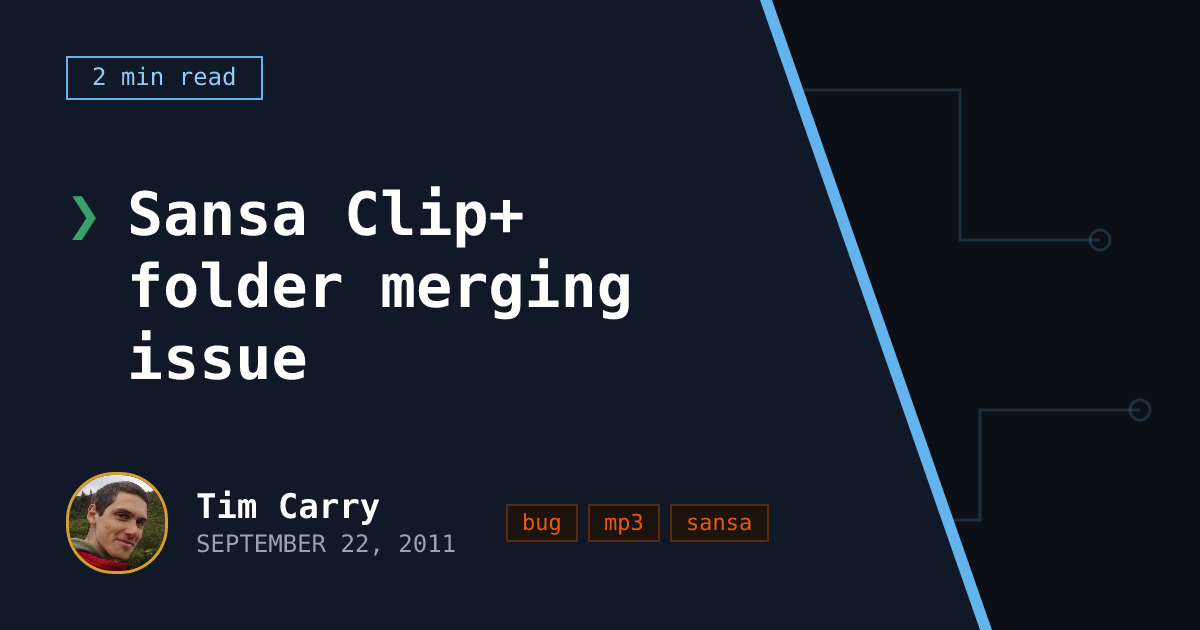 2 min read
❯ Sansa Clip+
folder merging
issue
Tim Carry
SEPTEMBER 22, 2011
bug mp3 sansa